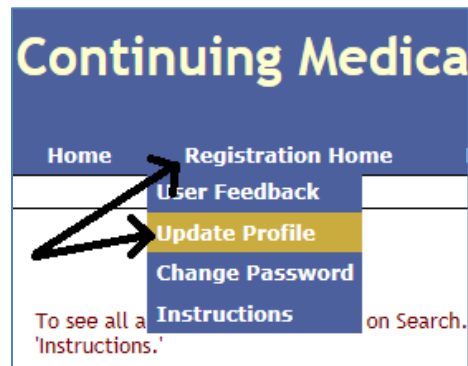 Continuing Medica
Home Registration Home
User Feedback
Update Profile
Change Password
Instructions
To see all a on Search.
'Instructions.'